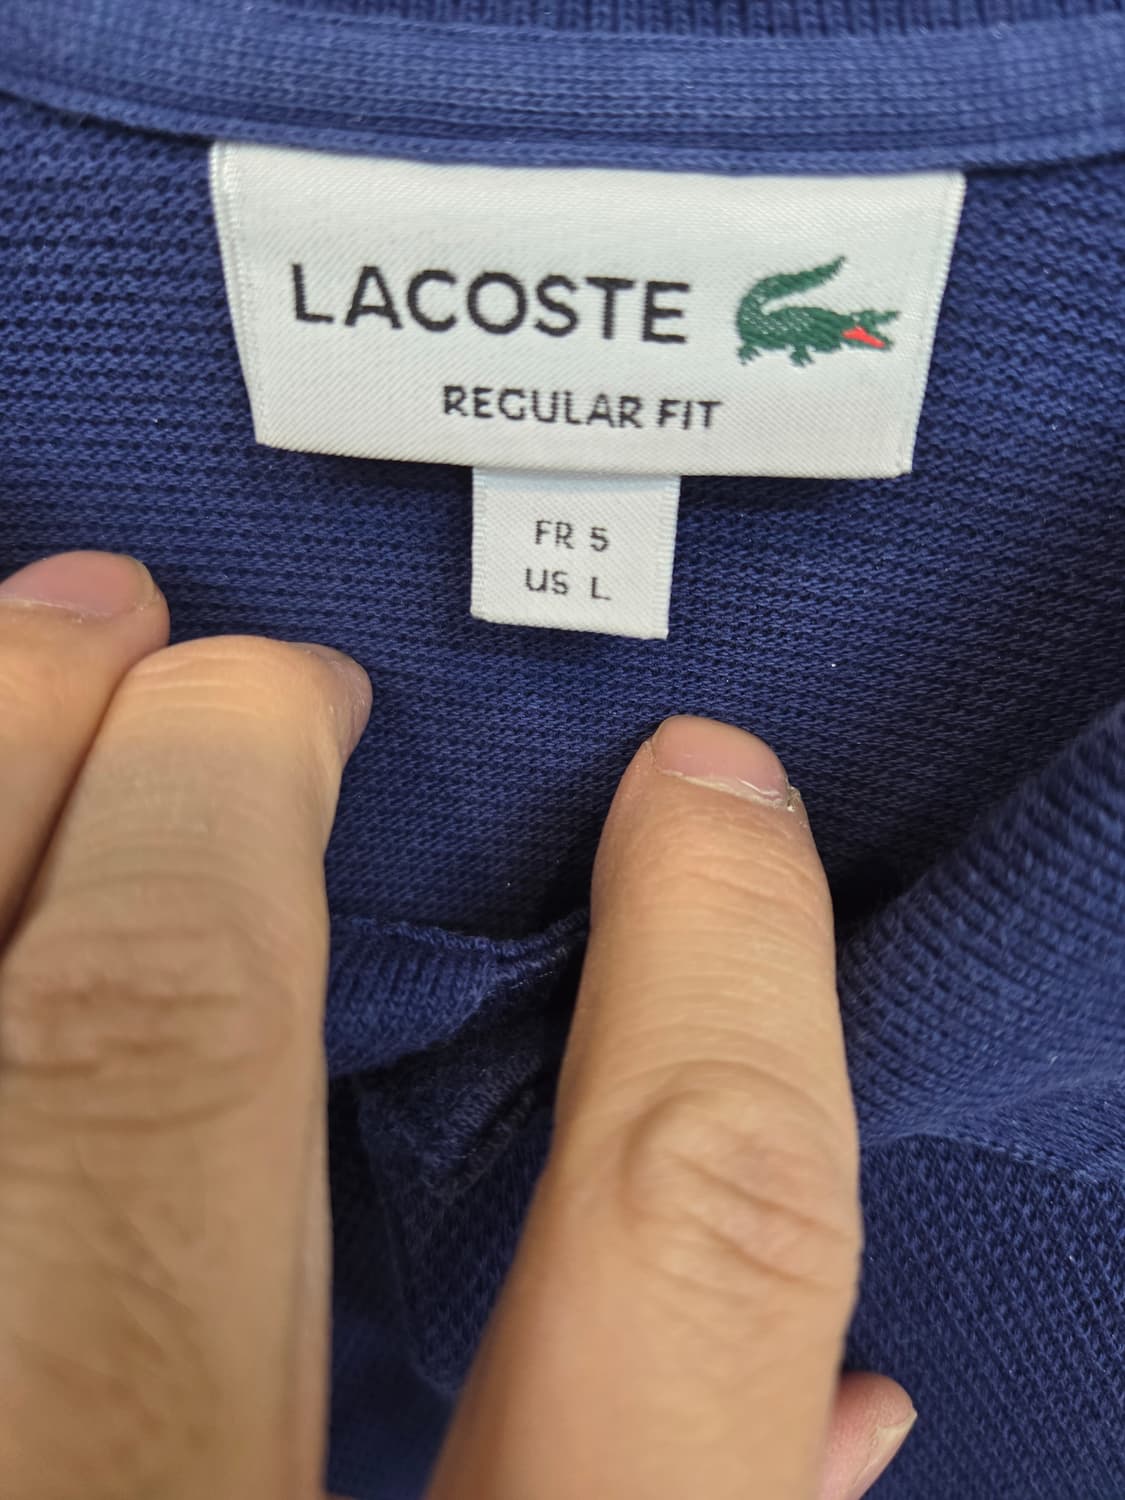 LACOSTE
REGULAR FIT
FR 5
US L